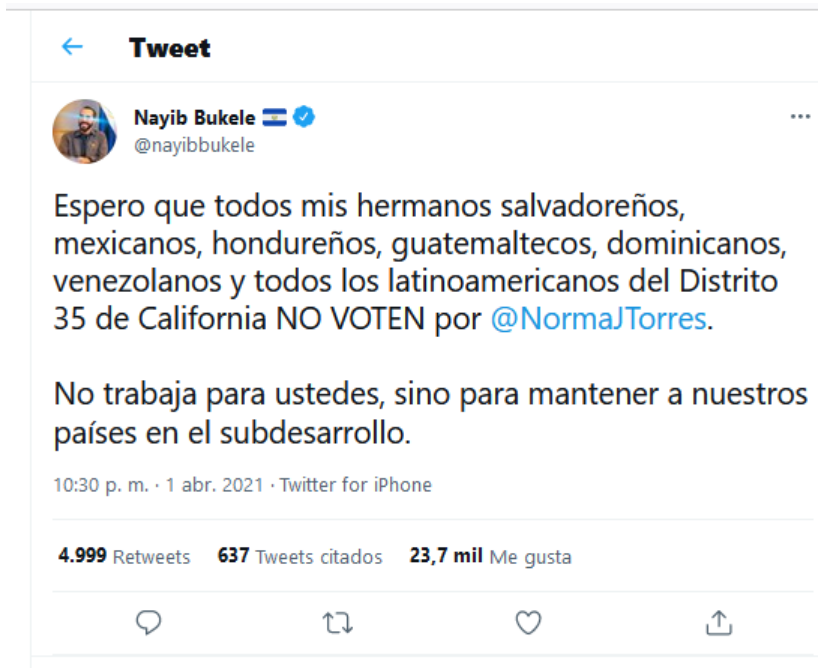 Tweet
Nayib Bukele
@nayibbukele
Espero que todos mis hermanos salvadoreños,
mexicanos, hondureños, guatemaltecos, dominicanos,
venezolanos y todos los latinoamericanos del Distrito
35 de California NO VOTEN por @NormaJTorres.
No trabaja para ustedes, sino para mantener a nuestros
países en el subdesarrollo.
10:30 p. m. · 1 abr. 2021 · Twitter for iPhone
4.999 Retweets 637 Tweets citados 23,7 mil Me gusta